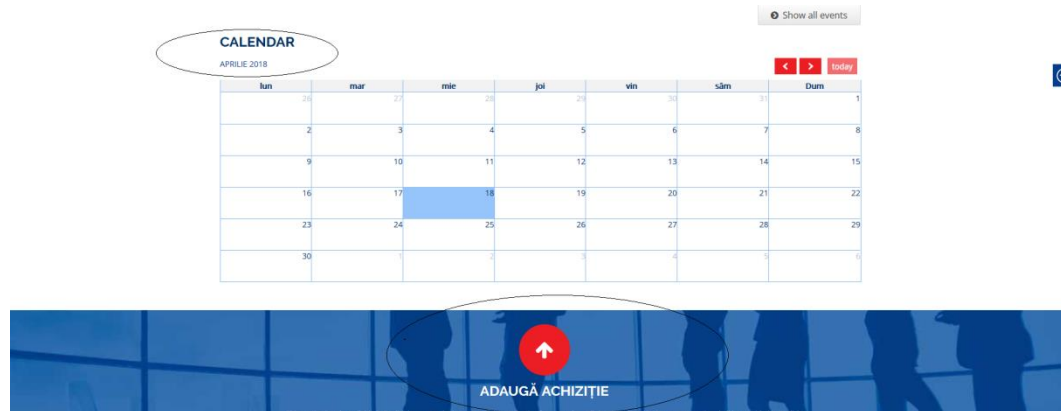 Show all events
CALENDAR
APRILIE 2018
today
lun mar mie joi vin sâm Dum
26 27 28 29 30 31 1
2 3 4 5 6 7 8
9 10 11 12 13 14 15
16 17 18 19 20 21 22
23 24 25 26 27 28 29
30 1 2 3 4 5 6
ADAUGĂ ACHIZIȚIE